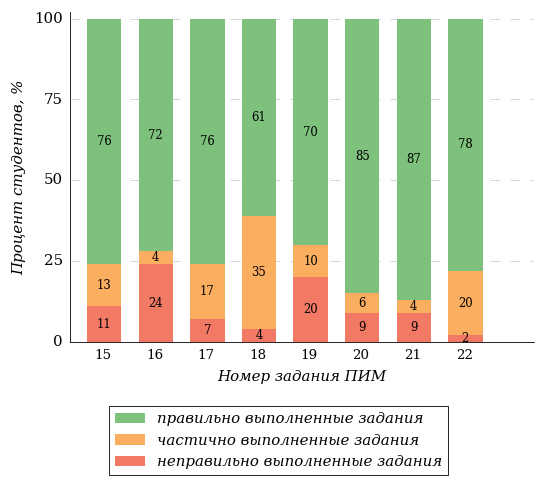 Процент студентов, %
100
75
50
25
0
76 72 76 61 70 85 87 78
13 4 17 35 10 6 4 20
11 24 7 4 20 9 9 2
15 16 17 18 19 20 21 22
Номер задания ПИМ
правильно выполненные задания
частично выполненные задания
неправильно выполненные задания